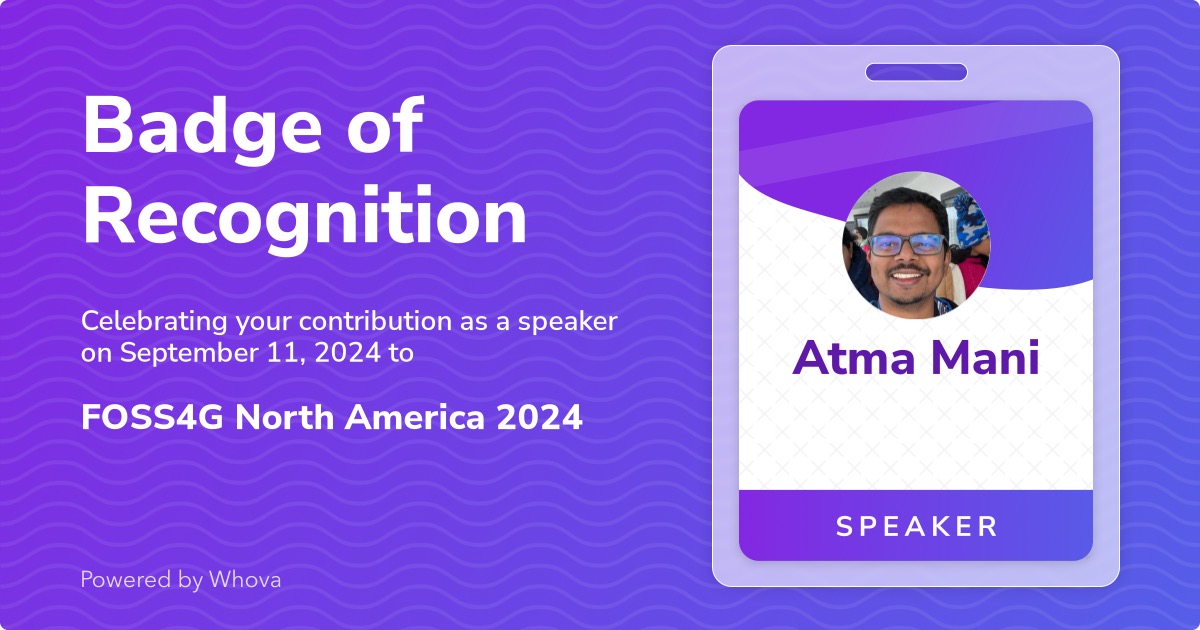 Badge of
Recognition
Celebrating your contribution as a speaker
on September 11, 2024 to
FOSS4G North America 2024
Powered by Whova
Atma Mani
SPEAKER